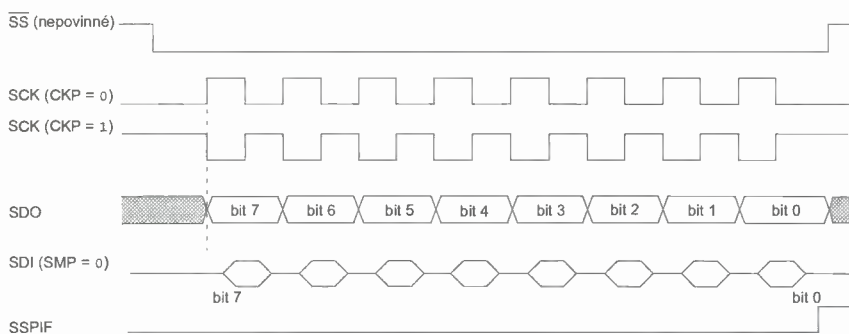 SS (nepovinné)
SCK (CKP = 0)
SCK (CKP = 1)
SDO bit 7 bit 6 bit 5 bit 4 bit 3 bit 2 bit 1 bit 0
SDI (SMP = 0)
bit 7 bit 0
SSPIF